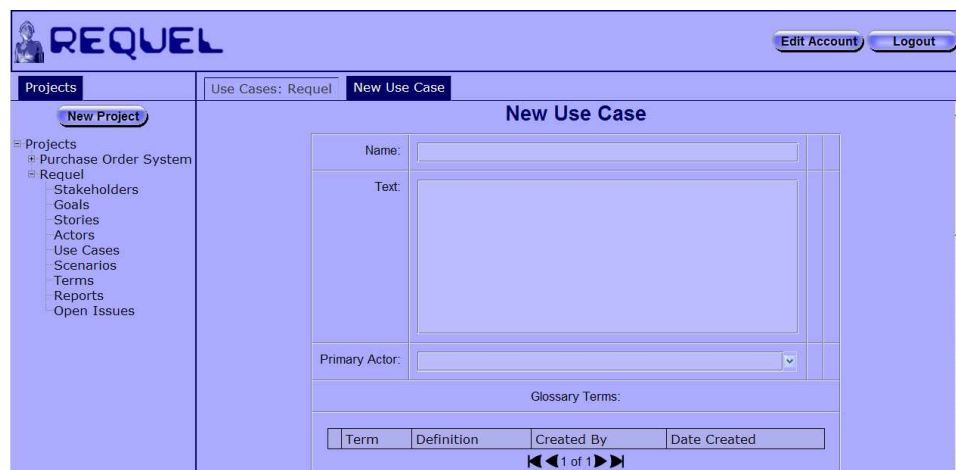 REQUEL
Edit Account Logout
Projects
Use Cases: Requel New Use Case
New Project
New Use Case
Projects
Purchase Order System
Requel
Stakeholders
Goals
Stories
Actors
Use Cases
Scenarios
Terms
Reports
Open Issues
Name:
Text:
Primary Actor:
Glossary Terms:
Term Definition Created By Date Created
1 of 1